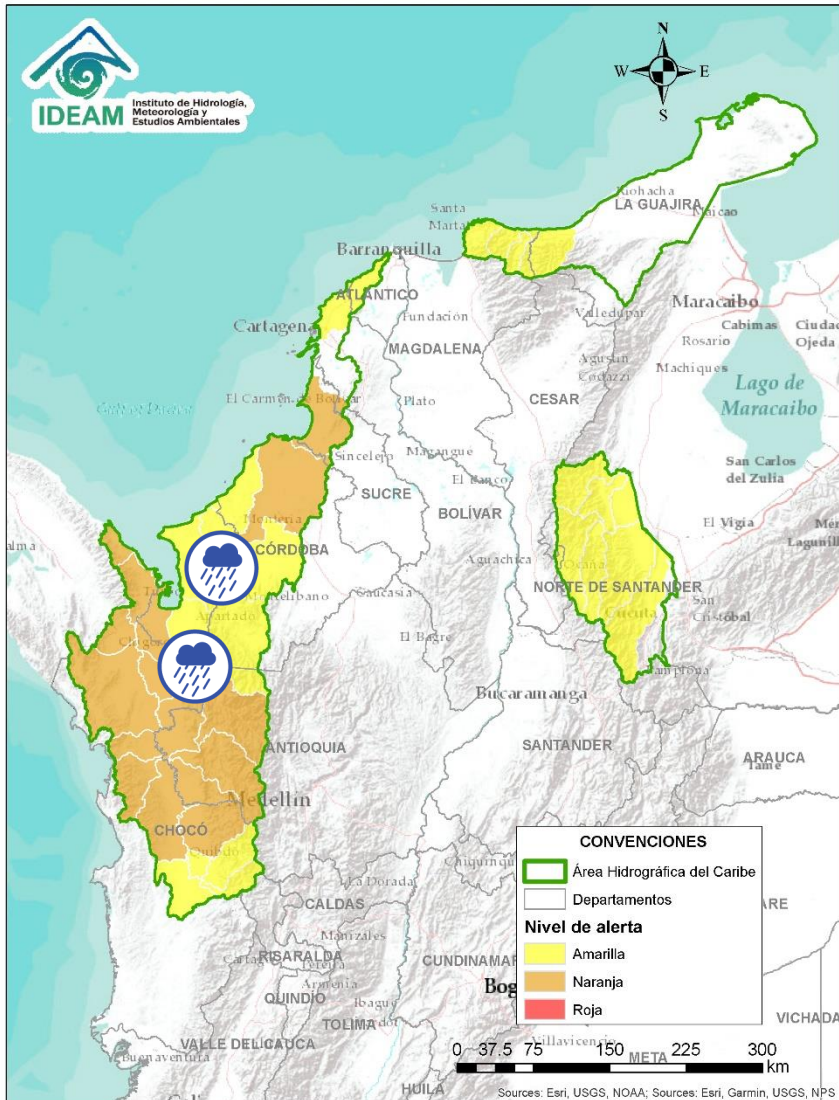 IDEAM
Instituto de Hidrología,
Meteorología y
Estudios Ambientales
N
W
E
S
Riohacha
LA GUAJIRA
Maicao
Santa
Marta
Barranquilla
ATLÁNTICO
Cartagena
Fundación
Valledupar
Maracaibo
Cabimas
Ciudad
Ojeda
Rosario
Machiques
MAGDALENA
Agustín
Codazzi
CESAR
Lago de
Maracaibo
El Carmen de Bolívar
Plato
Sincelejo
Magangué
San Carlos
del Zulia
SUCRE
El Banco
BOLÍVAR
El Vigía
Montería
CÓRDOBA
Aguachica
Ocaña
NORTE DE SANTANDER
Cúcuta
San
Cristóbal
Montelíbano
Caucasia
Apartadó
El Bagre
Pamplona
Bucaramanga
ANTIOQUIA
SANTANDER
ARAUCA
Tame
Medellín
CHOCÓ
Quibdó
La Dorada
CALDAS
Manizales
RISARALDA
Pereira
Armenia
QUINDÍO
Ibagué
TOLIMA
VALLE DEL CAUCA
Buenaventura
HUILA
Villavicencio
META
VICHADA
CONVENCIONES
Área Hidrográfica del Caribe
Departamentos
Nivel de alerta
Amarilla
Naranja
Roja
0 37.5 75 150 225 300
km
Sources: Esri, USGS, NOAA; Sources: Esri, Garmin, USGS, NPS